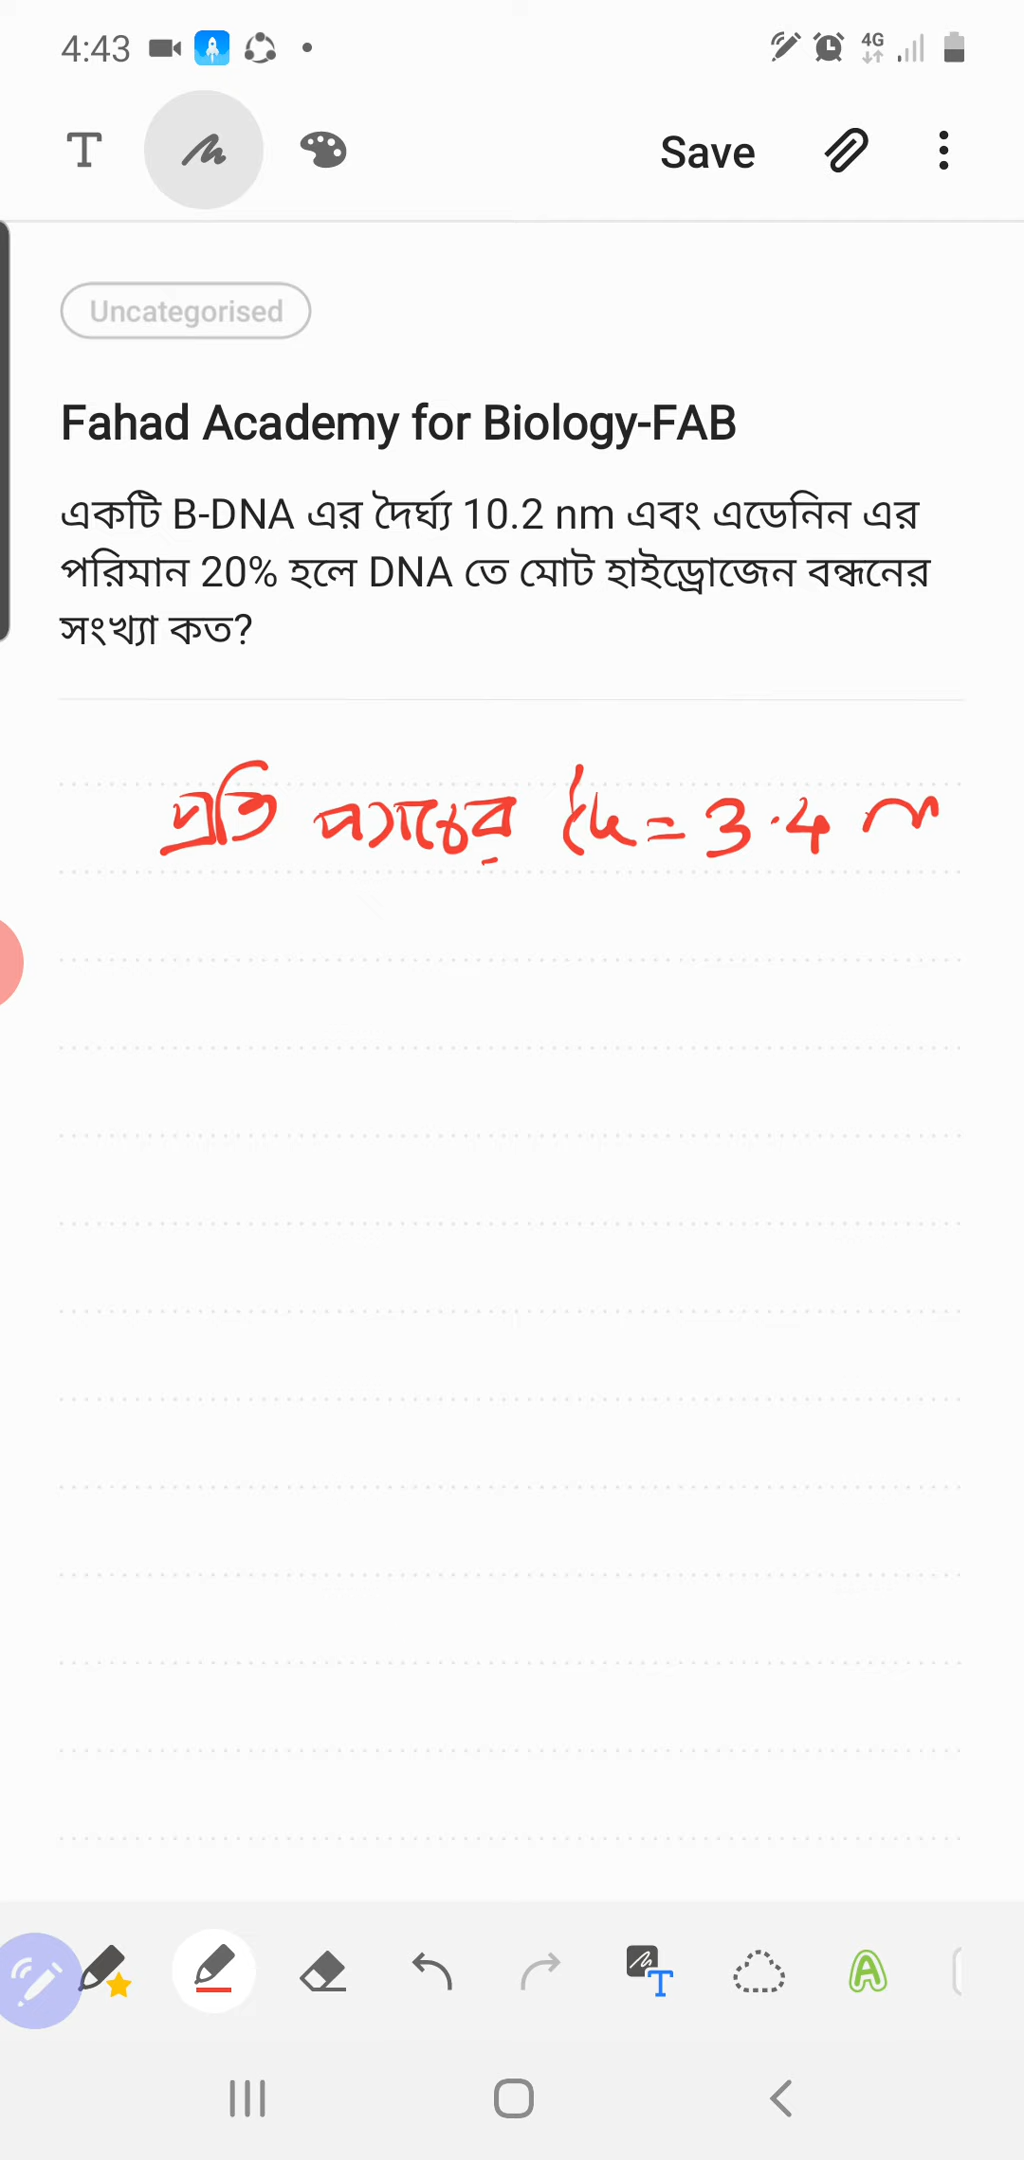 4:43
4G
T
Save
Uncategorised
Fahad Academy for Biology-FAB
একটি B-DNA এর দৈর্ঘ্য 10.2 nm এবং এডেনিন এর
পরিমান 20% হলে DNA তে মোট হাইড্রোজেন বন্ধনের
সংখ্যা কত?
প্রতি প্যাচের = 3.4